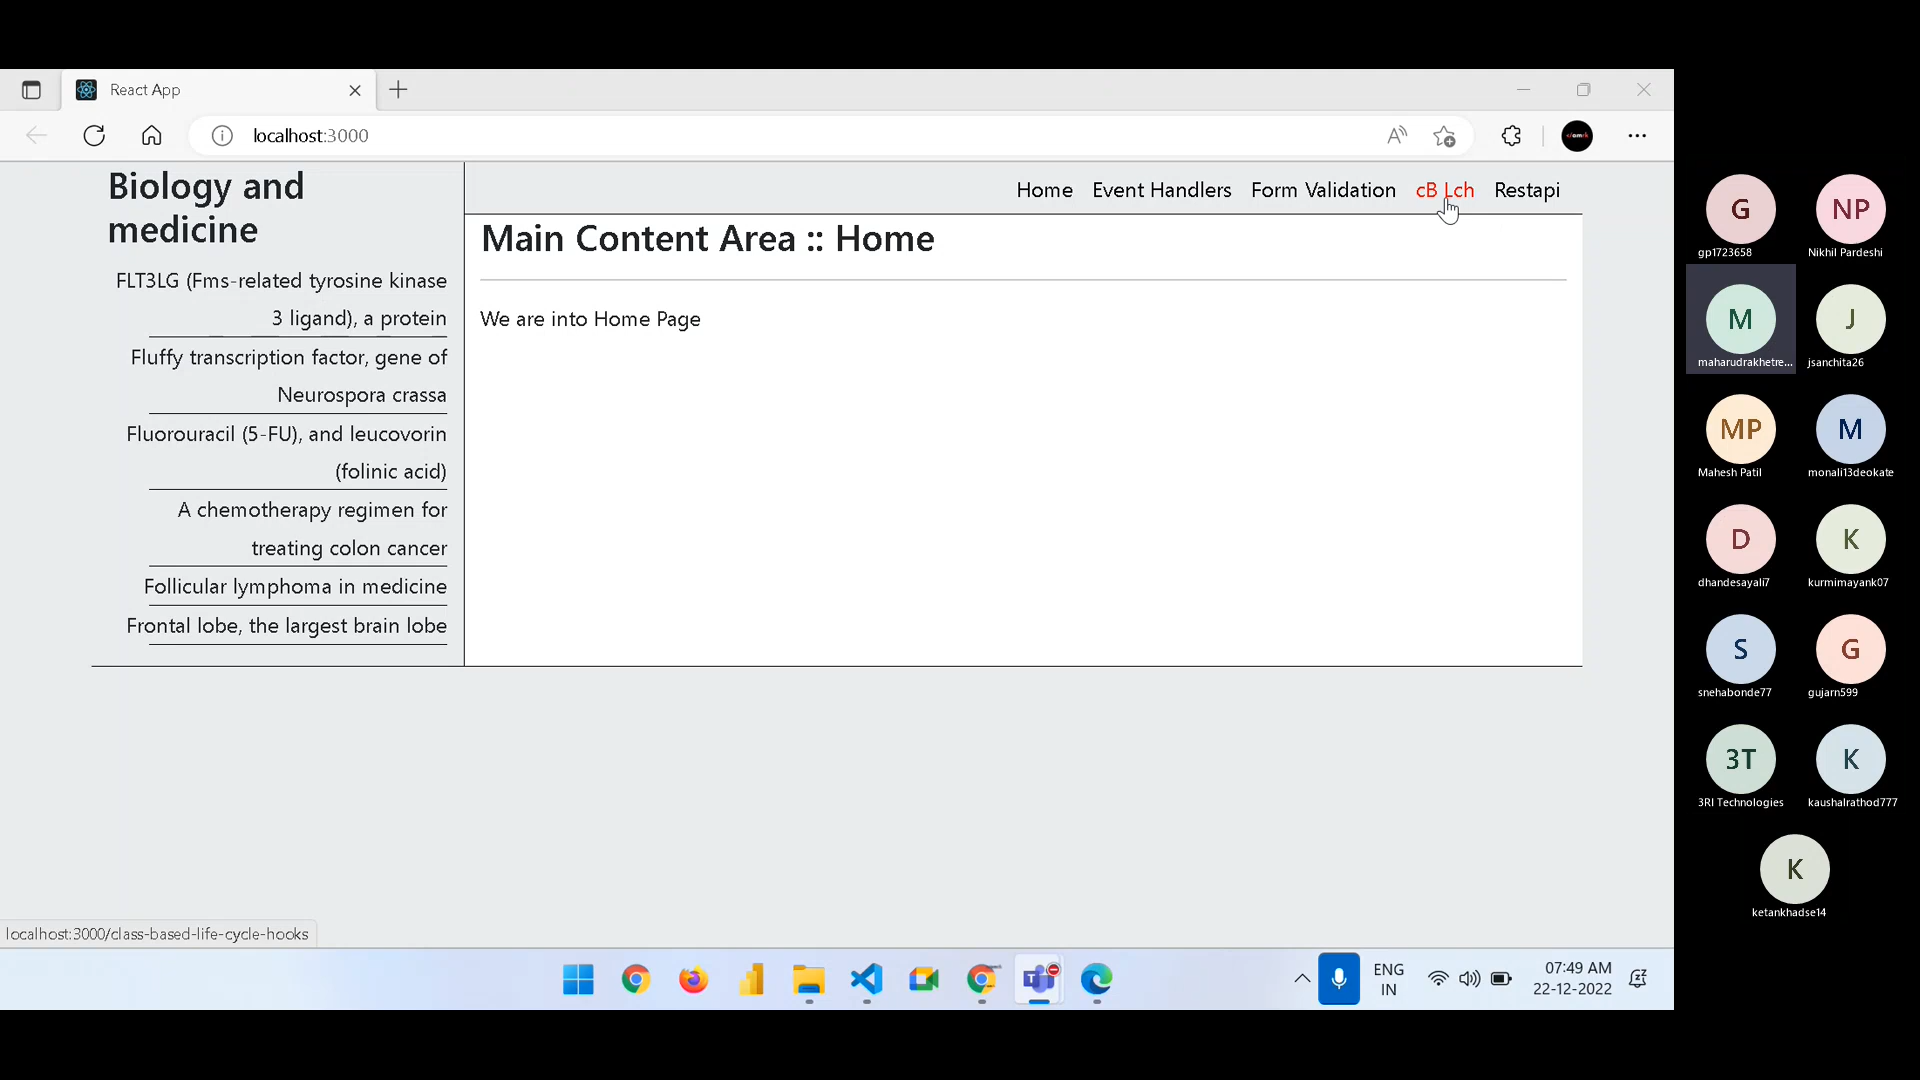 React App
localhost:3000
Biology and
medicine
FLT3LG (Fms-related tyrosine kinase
3 ligand), a protein
Fluffy transcription factor, gene of
Neurospora crassa
Fluorouracil (5-FU), and leucovorin
(folinic acid)
A chemotherapy regimen for
treating colon cancer
Follicular lymphoma in medicine
Frontal lobe, the largest brain lobe
Home Event Handlers Form Validation cB Lch Restapi
Main Content Area :: Home
We are into Home Page
localhost:3000/class-based-life-cycle-hooks
ENG
IN
07:49 AM
22-12-2022
G NP
gp1723658 Nikhil Pardeshi
M J
maharudrakhetre... jsanchita26
MP M
Mahesh Patil monali13deokate
D K
dhandesayali7 kurmimayank07
S G
snehabonde77 gujarn599
3T K
3RI Technologies kaushalrathod777
K
ketankhadse14